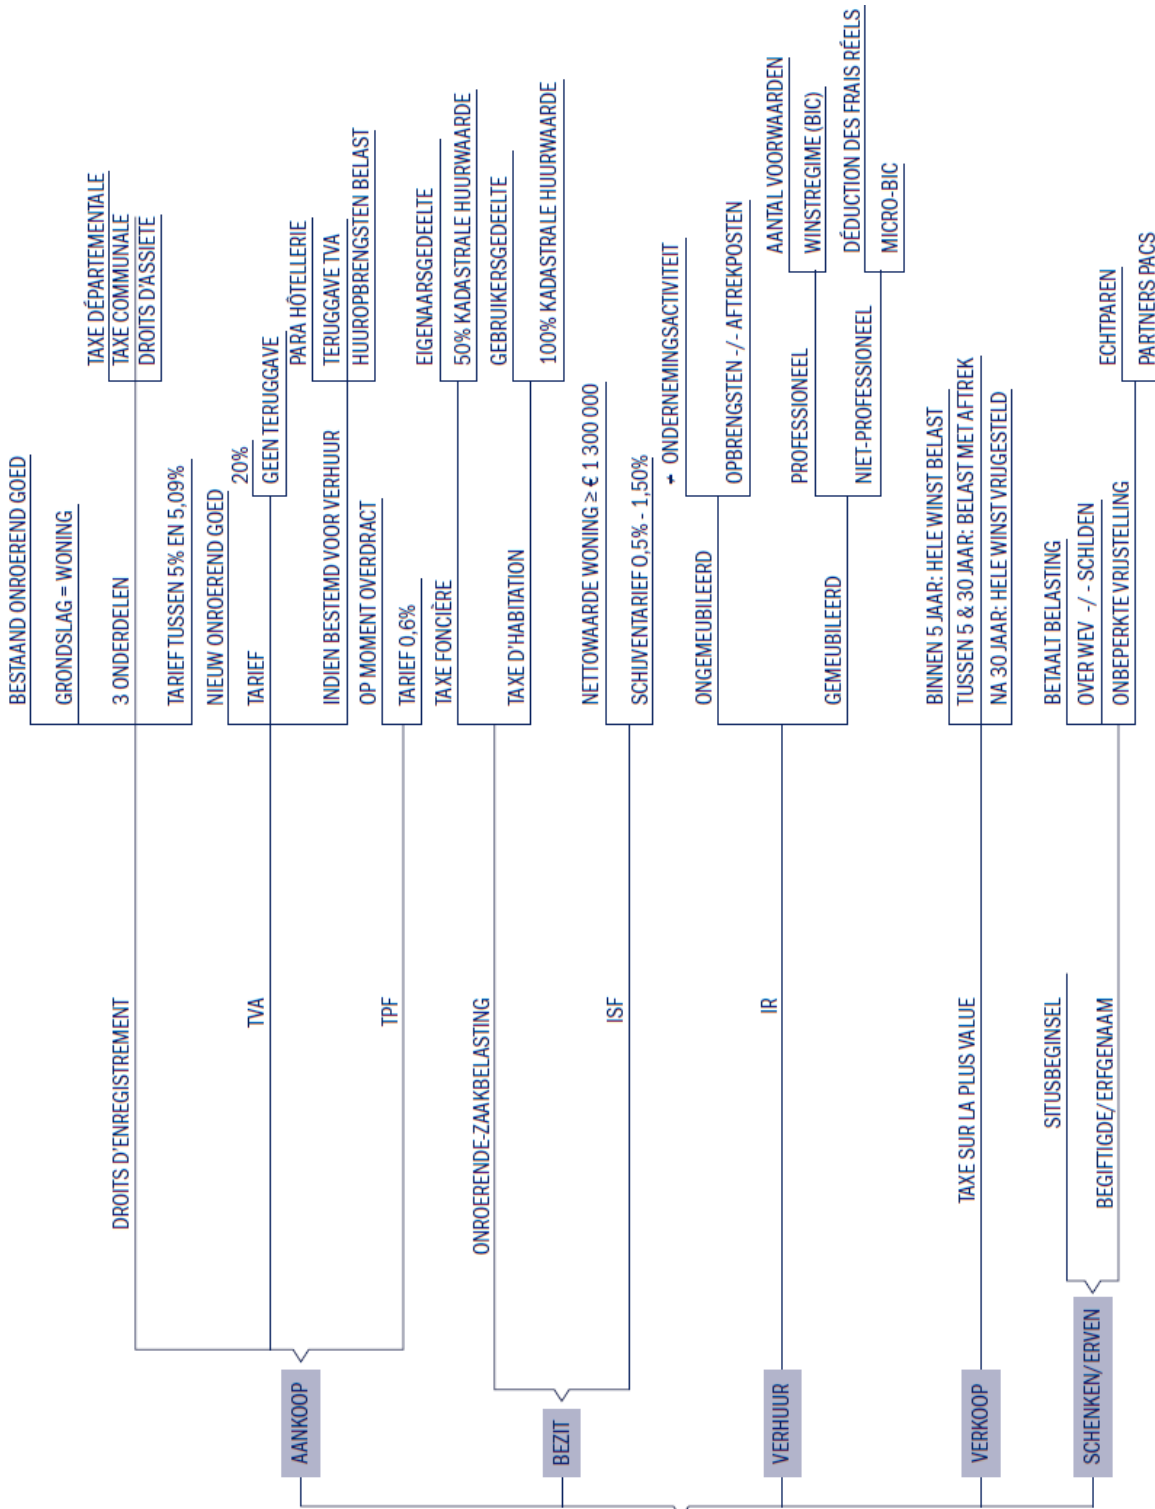 AANKOOP
DROITS D'ENREGISTREMENT
BESTAAND ONROEREND GOED
GRONDSLAG = WONING
3 ONDERDELEN
TAXE DÉPARTEMENTALE
TAXE COMMUNALE
DROITS D'ASSIETE
TARIEF TUSSEN 5% EN 5,09%
TVA
NIEUW ONROEREND GOED
TARIEF
20%
GEEN TERUGGAVE
INDIEN BESTEMD VOOR VERHUUR
PARA HÔTELLERIE
TERUGGAVE TVA
HUUROPBRENGSTEN BELAST
TPF
OP MOMENT OVERDRACT
TARIEF 0,6%
BEZIT
ONROERENDE-ZAAKBELASTING
TAXE FONCIÈRE
EIGENAARSGEDEELTE
50% KADASTRALE HUURWAARDE
TAXE D'HABITATION
GEBRUIKERSGEDEELTE
100% KADASTRALE HUURWAARDE
ISF
NETTOWAARDE WONING ≥ € 1 300 000
SCHIJVENTARIEF 0,5% - 1,50%
VERHUUR
IR
ONGEMEUBILEERD
≠ ONDERNEMINGSACTIVITEIT
OPBRENGSTEN -/- AFTREKPOSTEN
GEMEUBILEERD
PROFESSIONEEL
AANTAL VOORWAARDEN
WINSTREGIME (BIC)
NIET-PROFESSIONEEL
DÉDUCTION DES FRAIS RÉELS
MICRO-BIC
VERKOOP
TAXE SUR LA PLUS VALUE
BINNEN 5 JAAR: HELE WINST BELAST
TUSSEN 5 & 30 JAAR: BELAST MET AFTREK
NA 30 JAAR: HELE WINST VRIJGESTELD
SCHENKEN/ERVEN
SITUSBEGINSEL
BEGIFTIGDE/ERFGENAAM
BETAALT BELASTING
OVER WEV -/- SCHLDEN
ONBEPERKTE VRIJSTELLING
ECHTPAREN
PARTNERS PACS